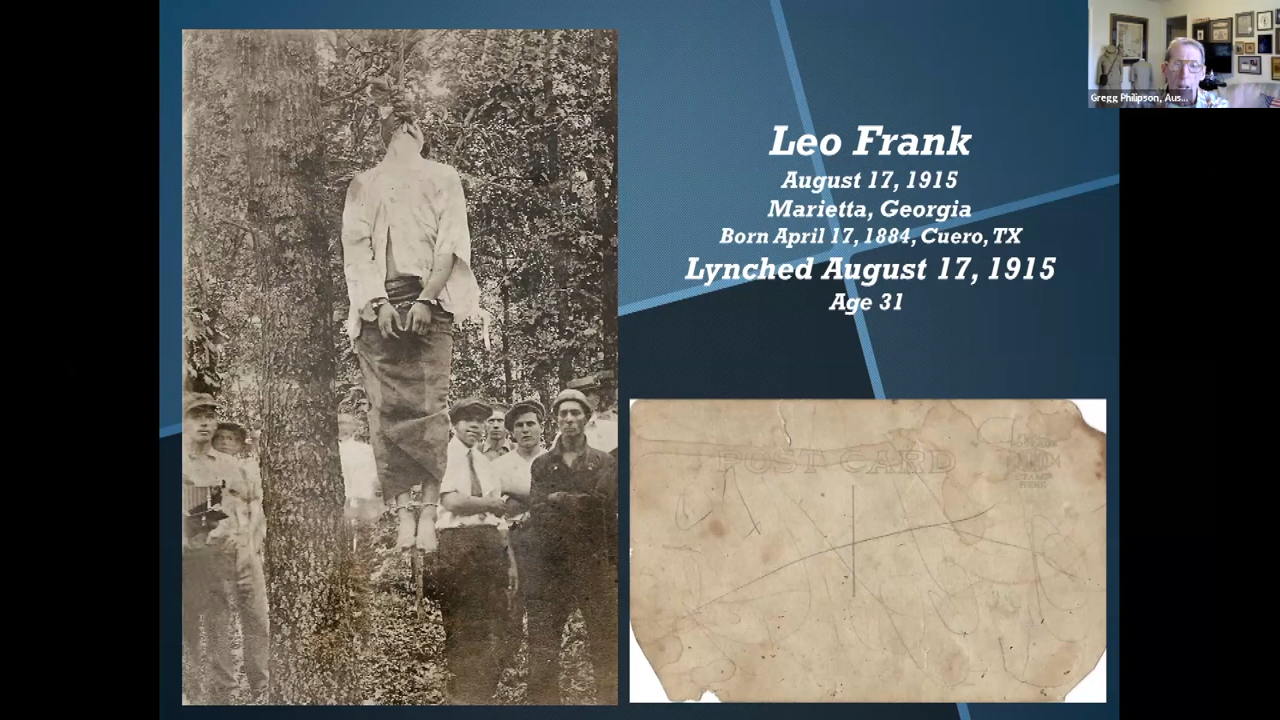 Leo Frank
August 17, 1915
Marietta, Georgia
Born April 17, 1884, Cuero, TX
Lynched August 17, 1915
Age 31
POST CARD
HERE
Gregg Philipson, Aus...